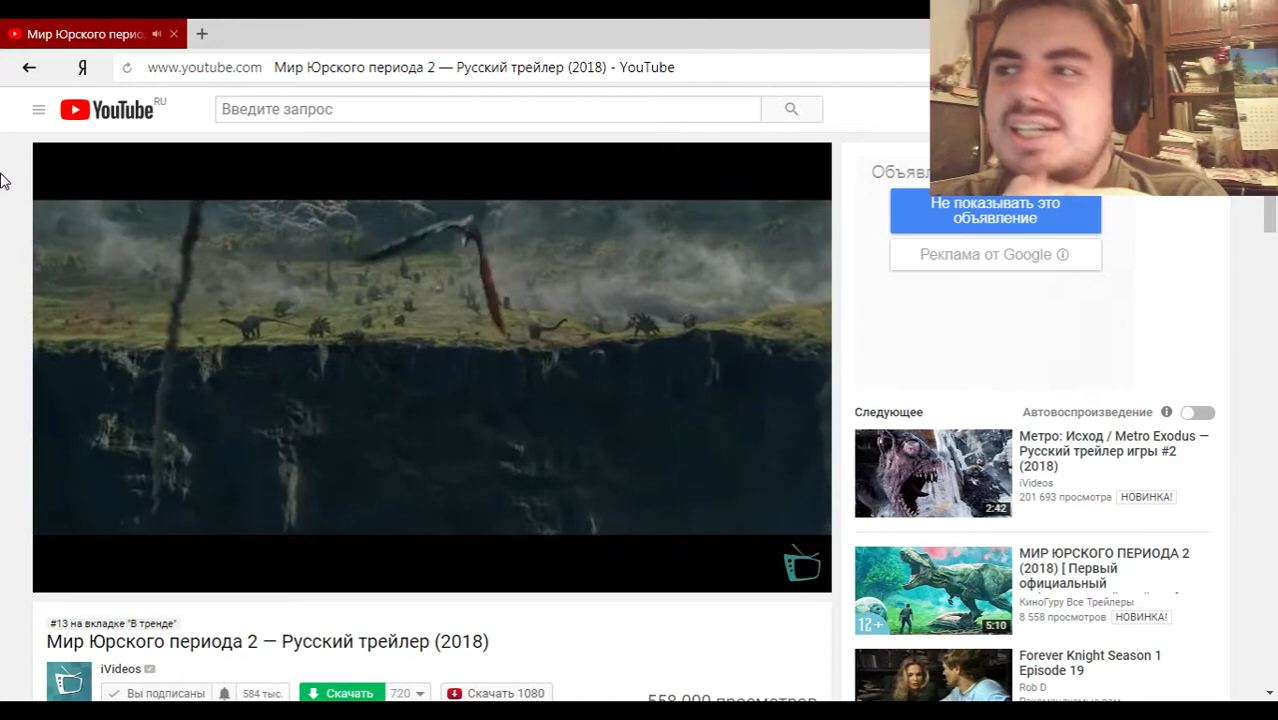 Мир Юрского перио
Я
www.youtube.com Мир Юрского периода 2 — Русский трейлер (2018) - YouTube
YouTube RU
Введите запрос
Не показывать это
объявление
Реклама от Google
Следующее
Автовоспроизведение
Метро: Исход / Metro Exodus —
Русский трейлер игры #2
(2018)
iVideos
201 693 просмотра НОВИНКА!
2:42
МИР ЮРСКОГО ПЕРИОДА 2
(2018) [ Первый
официальный
КиноГуру Все Трейлеры
8 558 просмотров НОВИНКА!
12+
5:10
Forever Knight Season 1
Episode 19
Rob D
#13 на вкладке "В тренде"
Мир Юрского периода 2 — Русский трейлер (2018)
iVideos
Вы подписаны 584 тыс. Скачать 720 Скачать 1080